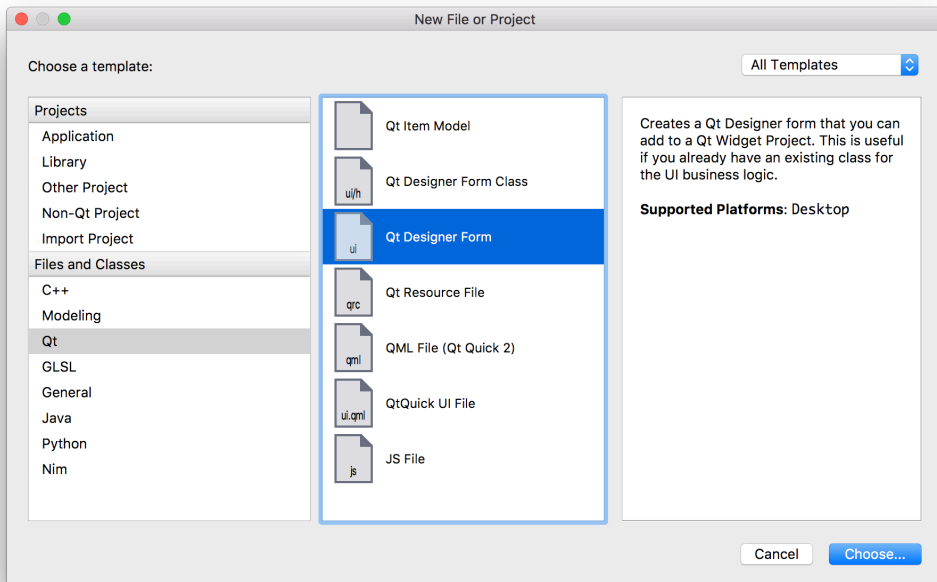 New File or Project
Choose a template:
All Templates
Projects
Application
Library
Other Project
Non-Qt Project
Import Project
Files and Classes
C++
Modeling
Qt
GLSL
General
Java
Python
Nim
Qt Item Model
ui/h
Qt Designer Form Class
ui
Qt Designer Form
qrc
Qt Resource File
qml
QML File (Qt Quick 2)
ui.qml
QtQuick UI File
js
JS File
Creates a Qt Designer form that you can
add to a Qt Widget Project. This is useful
if you already have an existing class for
the UI business logic.
Supported Platforms: Desktop
Cancel
Choose...